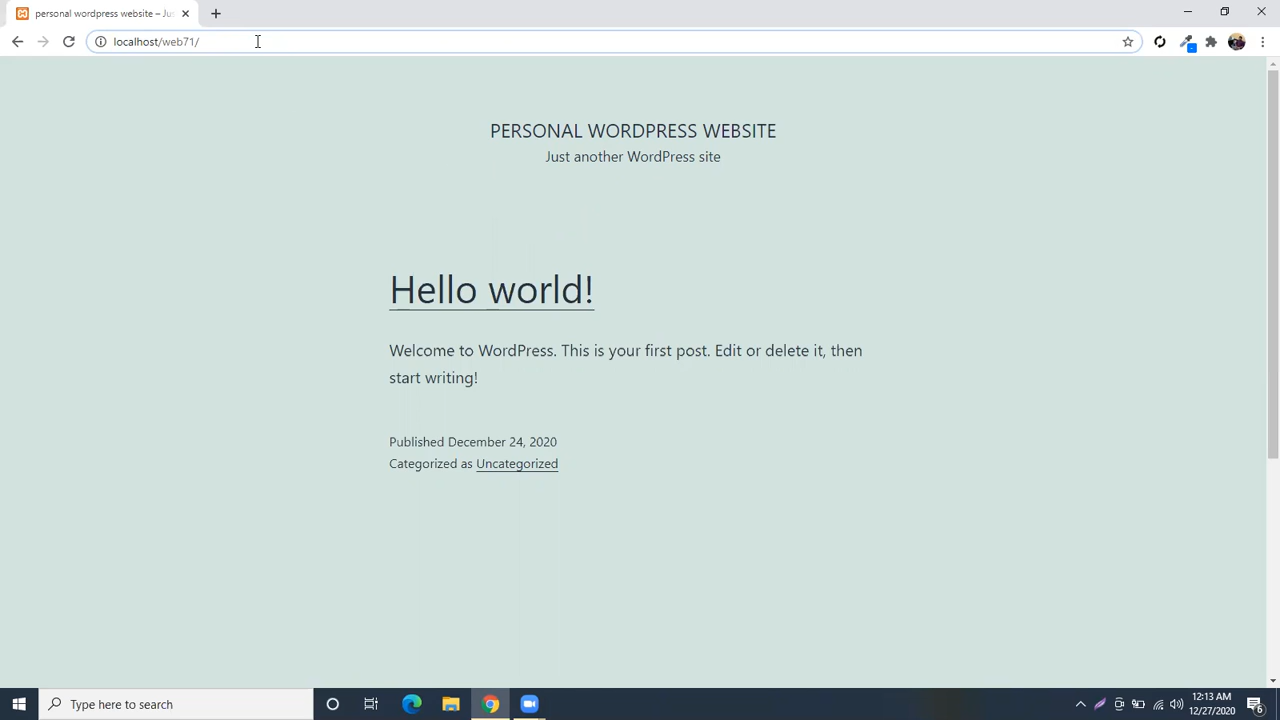 personal wordpress website – Jus
localhost/web71/
PERSONAL WORDPRESS WEBSITE
Just another WordPress site
Hello world!
Welcome to WordPress. This is your first post. Edit or delete it, then
start writing!
Published December 24, 2020
Categorized as Uncategorized
Type here to search
12:13 AM
12/27/2020
6